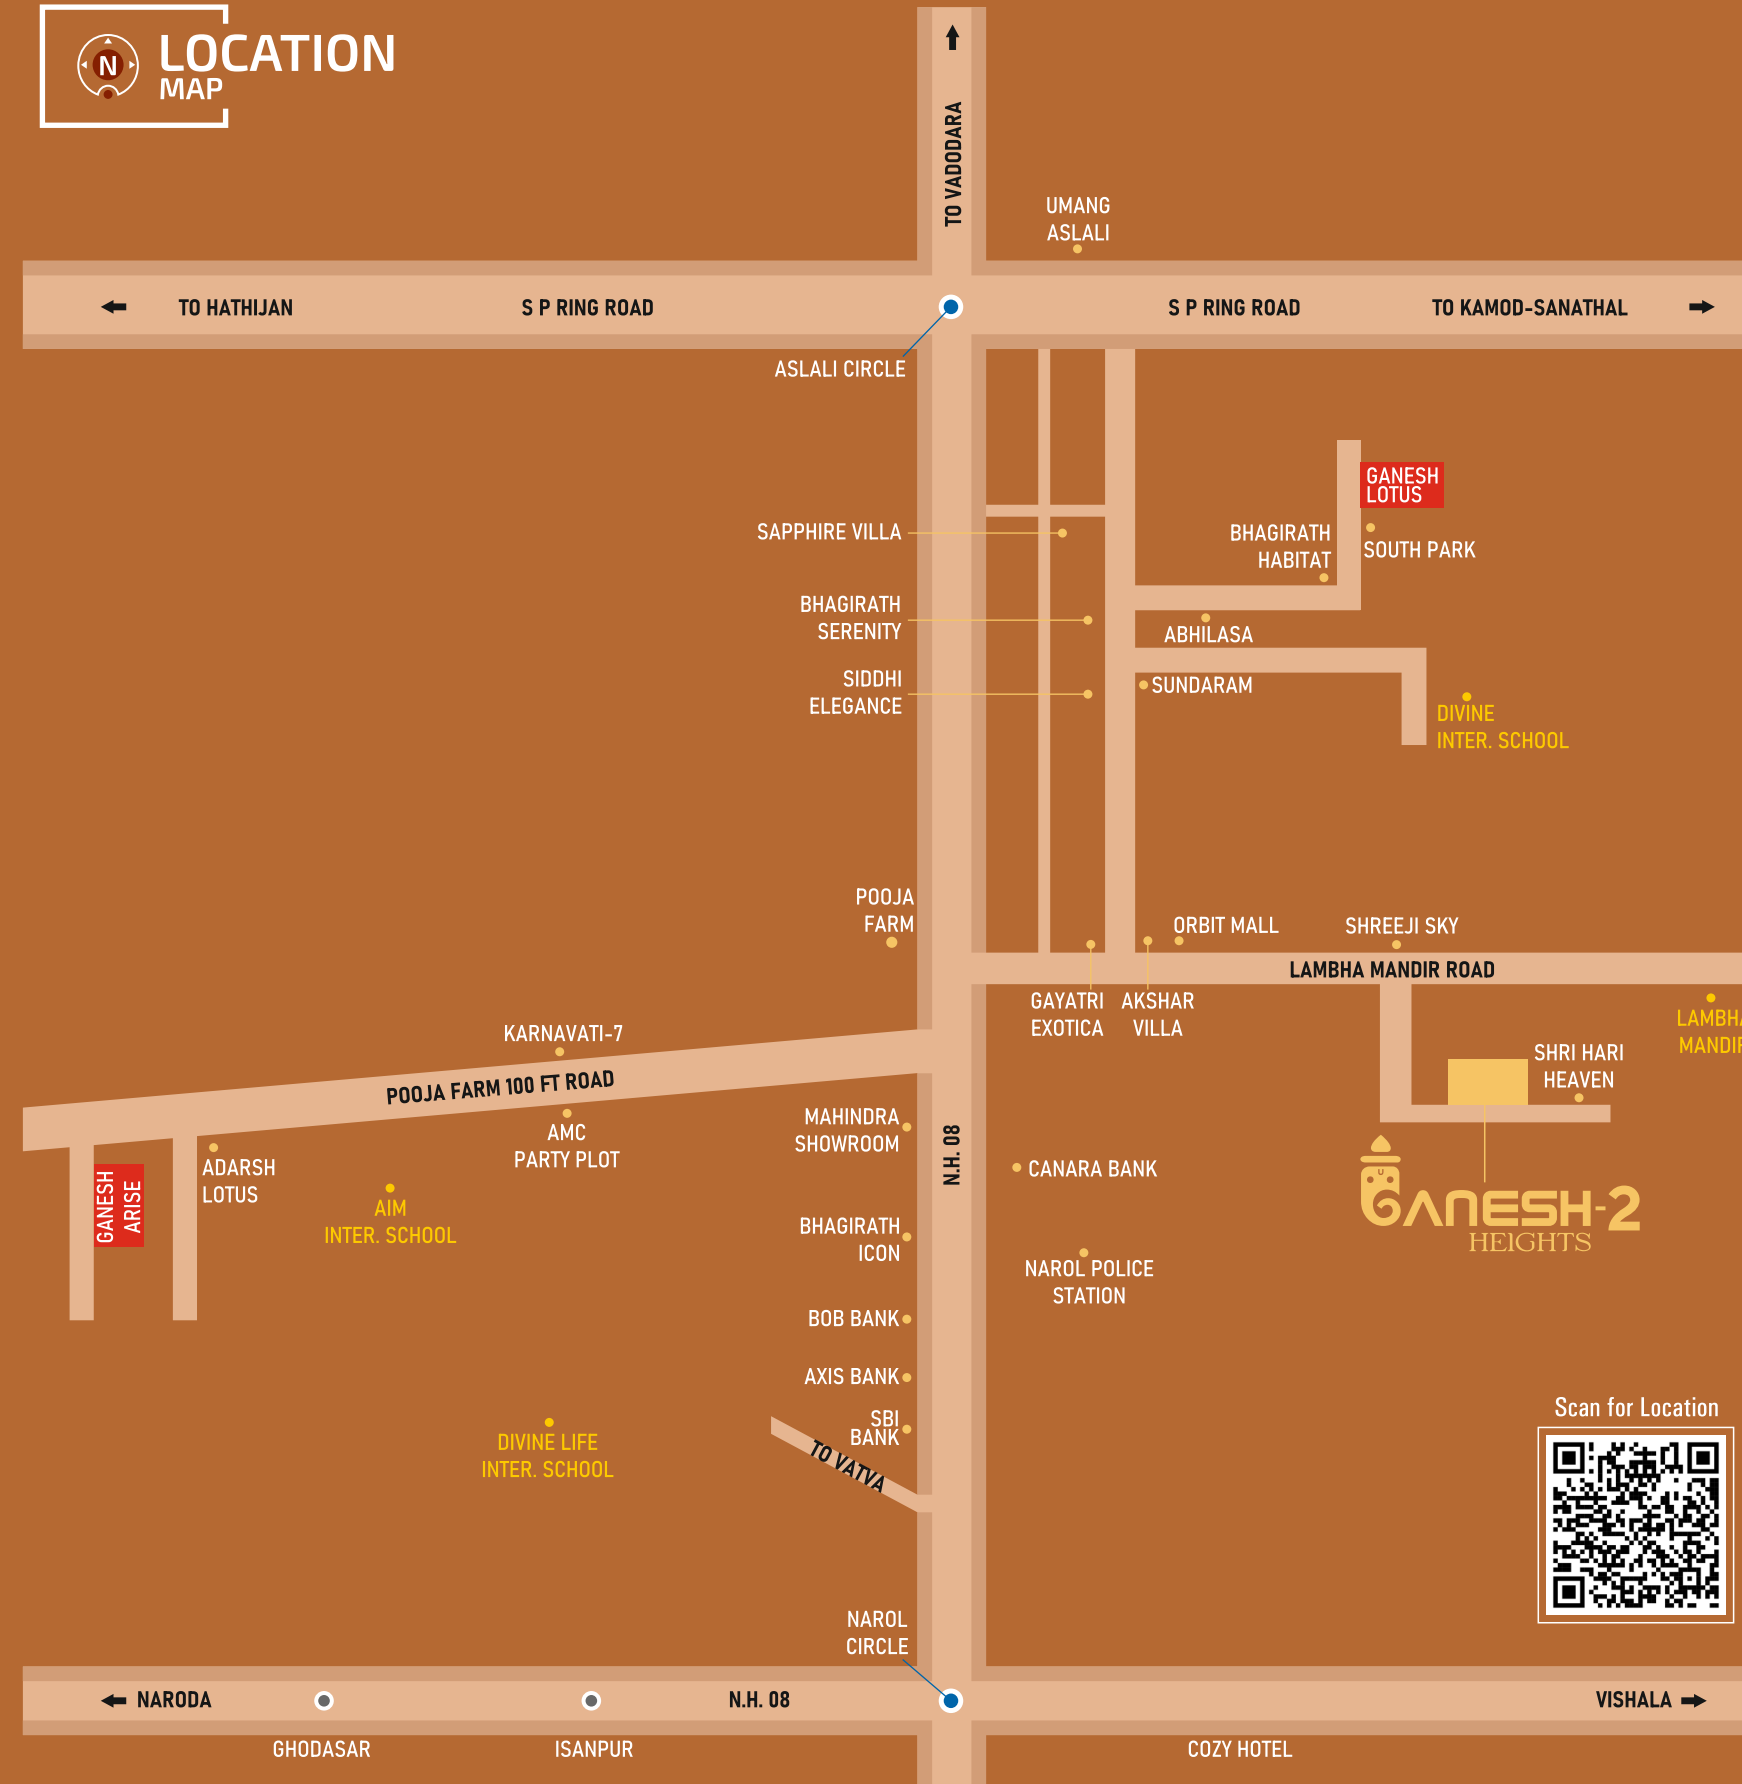 N
LOCATION
MAP
TO VADODARA
UMANG
ASLALI
TO HATHIJAN
S P RING ROAD
S P RING ROAD
TO KAMOD-SANATHAL
ASLALI CIRCLE
GANESH
LOTUS
SAPPHIRE VILLA
BHAGIRATH
HABITAT
SOUTH PARK
BHAGIRATH
SERENITY
ABHILASA
SIDDHI
ELEGANCE
SUNDARAM
DIVINE
INTER. SCHOOL
POOJA
FARM
ORBIT MALL
SHREEJI SKY
LAMBHA MANDIR ROAD
GAYATRI
EXOTICA
AKSHAR
VILLA
LAMBHA
MANDIR
KARNAVATI-7
POOJA FARM 100 FT ROAD
SHRI HARI
HEAVEN
AMC
PARTY PLOT
MAHINDRA
SHOWROOM
N.H. 08
CANARA BANK
ADARSH
LOTUS
GANESH
ARISE
AIM
INTER. SCHOOL
GANESH-2
HEIGHTS
BHAGIRATH
ICON
NAROL POLICE
STATION
BOB BANK
AXIS BANK
SBI
BANK
TO VATVA
DIVINE LIFE
INTER. SCHOOL
Scan for Location
NAROL
CIRCLE
NARODA
N.H. 08
VISHALA
GHODASAR
ISANPUR
COZY HOTEL